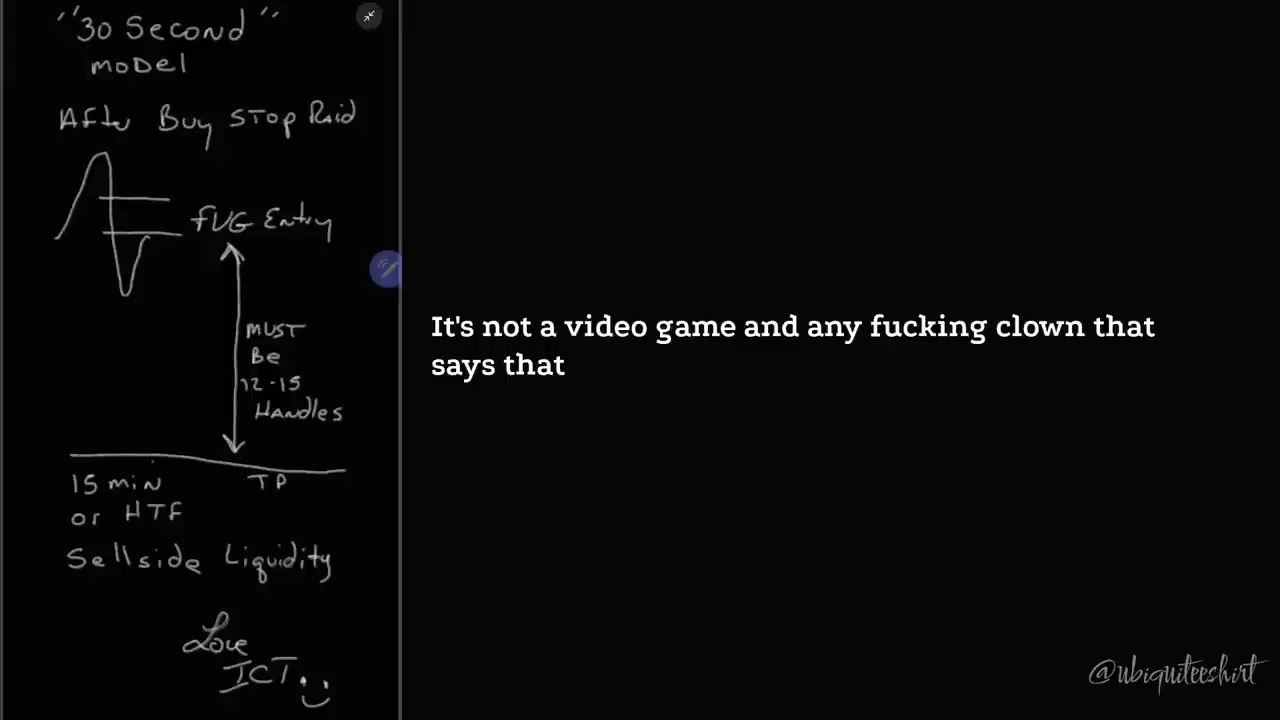 "30 Second"
moDel
After Buy STop Raid
FVG Entry
MUST
Be
12-15
HANDles
15 min
TP
or HTF
Sellside Liquidity
Love
ICT
It's not a video game and any fucking clown that
says that
@ubiquiteeshirt